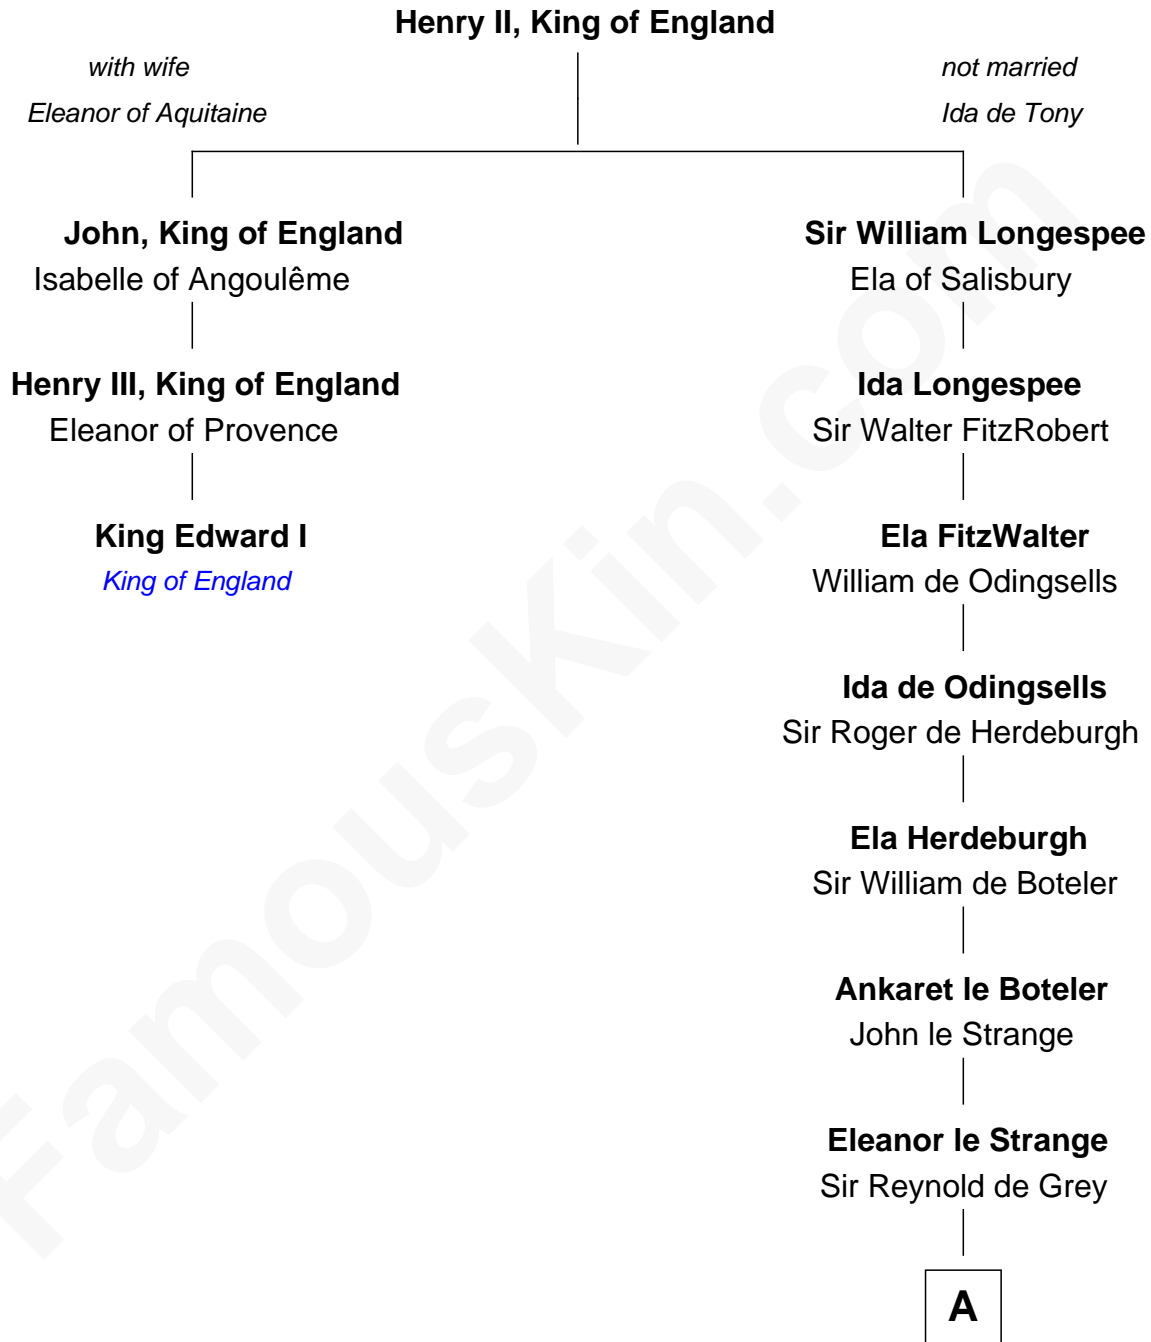 Henry II, King of England
with wife
Eleanor of Aquitaine
not married
Ida de Tony
John, King of England
Isabelle of Angoulême
Henry III, King of England
Eleanor of Provence
King Edward I
King of England
Sir William Longespee
Ela of Salisbury
Ida Longespee
Sir Walter FitzRobert
Ela FitzWalter
William de Odingsells
Ida de Odingsells
Sir Roger de Herdeburgh
Ela Herdeburgh
Sir William de Boteler
Ankaret le Boteler
John le Strange
Eleanor le Strange
Sir Reynold de Grey
A
FamousKin.com